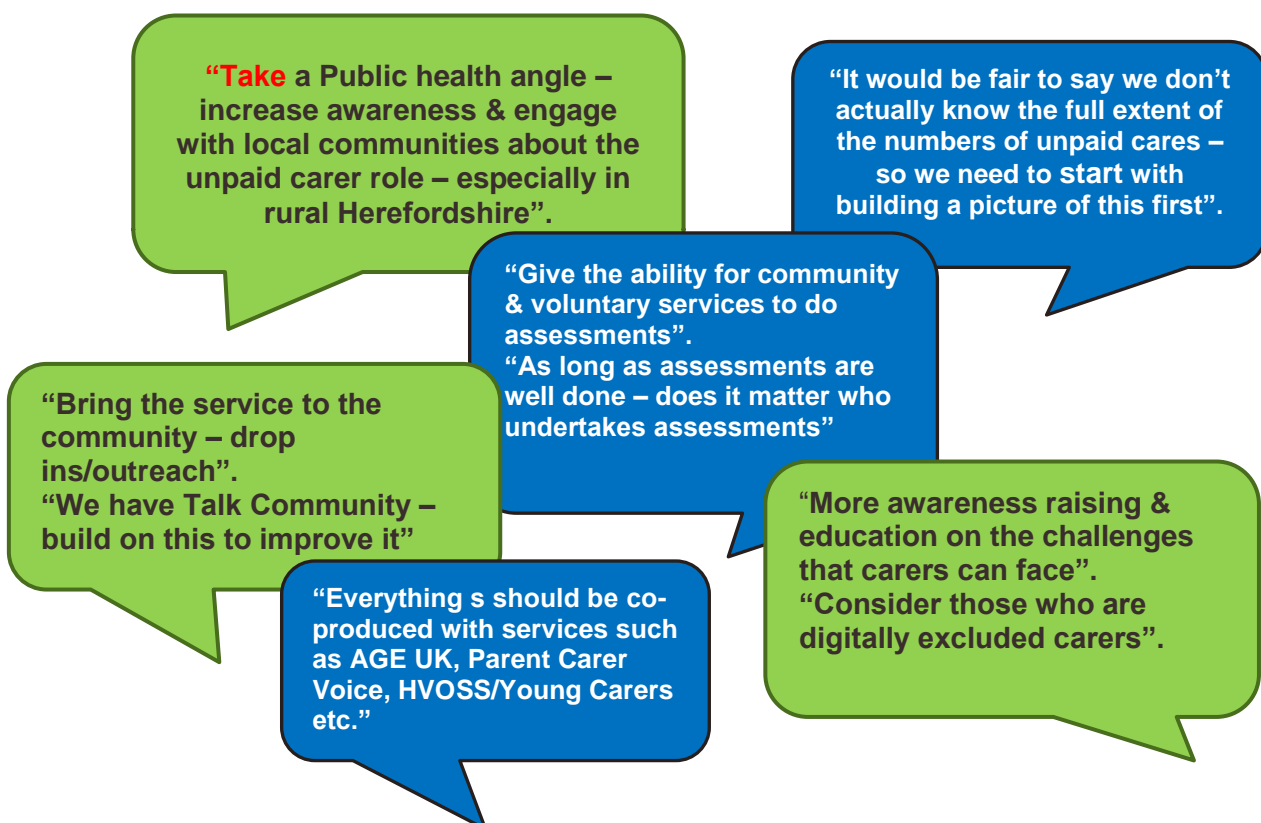 “Take a Public health angle –
increase awareness & engage
with local communities about the
unpaid carer role – especially in
rural Herefordshire”.
“It would be fair to say we don’t
actually know the full extent of
the numbers of unpaid cares –
so we need to start with
building a picture of this first”.
“Give the ability for community
& voluntary services to do
assessments”.
“As long as assessments are
well done – does it matter who
undertakes assessments”
“Bring the service to the
community – drop
ins/outreach”.
“We have Talk Community –
build on this to improve it”
“More awareness raising &
education on the challenges
that carers can face”.
“Consider those who are
digitally excluded carers”.
“Everything s should be co-
produced with services such
as AGE UK, Parent Carer
Voice, HVOSS/Young Carers
etc.”